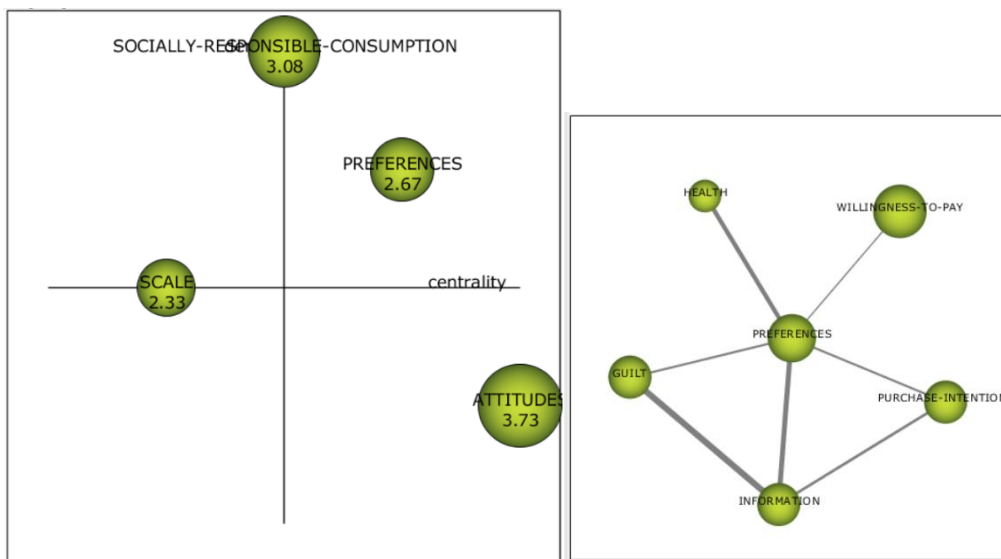 SOCIALLY-RESPONSIBLE-CONSUMPTION
3.08
PREFERENCES
2.67
SCALE
2.33
centrality
ATTITUDES
3.73
HEALTH
WILLINGNESS-TO-PAY
PREFERENCES
GUILT
PURCHASE-INTENTION
INFORMATION